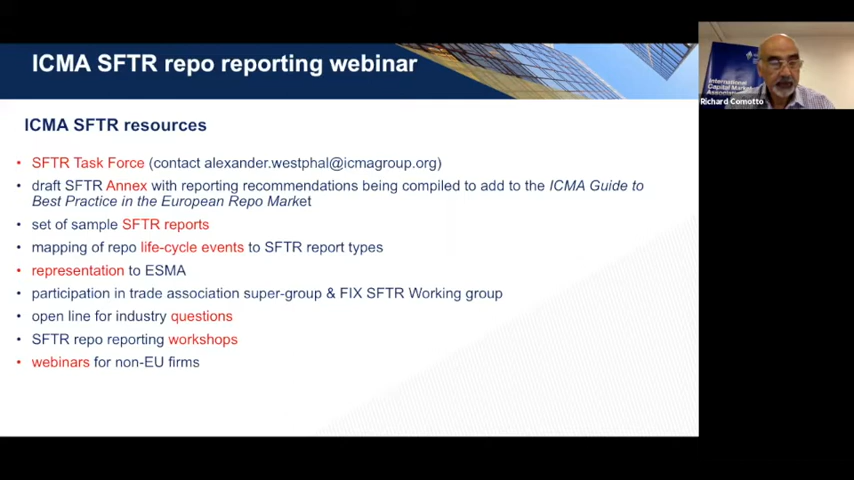 ICMA SFTR repo reporting webinar
ICMA SFTR resources
• SFTR Task Force (contact alexander.westphal@icmagroup.org)
• draft SFTR Annex with reporting recommendations being compiled to add to the ICMA Guide to
Best Practice in the European Repo Market
• set of sample SFTR reports
• mapping of repo life-cycle events to SFTR report types
• representation to ESMA
• participation in trade association super-group & FIX SFTR Working group
• open line for industry questions
• SFTR repo reporting workshops
• webinars for non-EU firms
International
Capital Market
Association
Richard Comotto